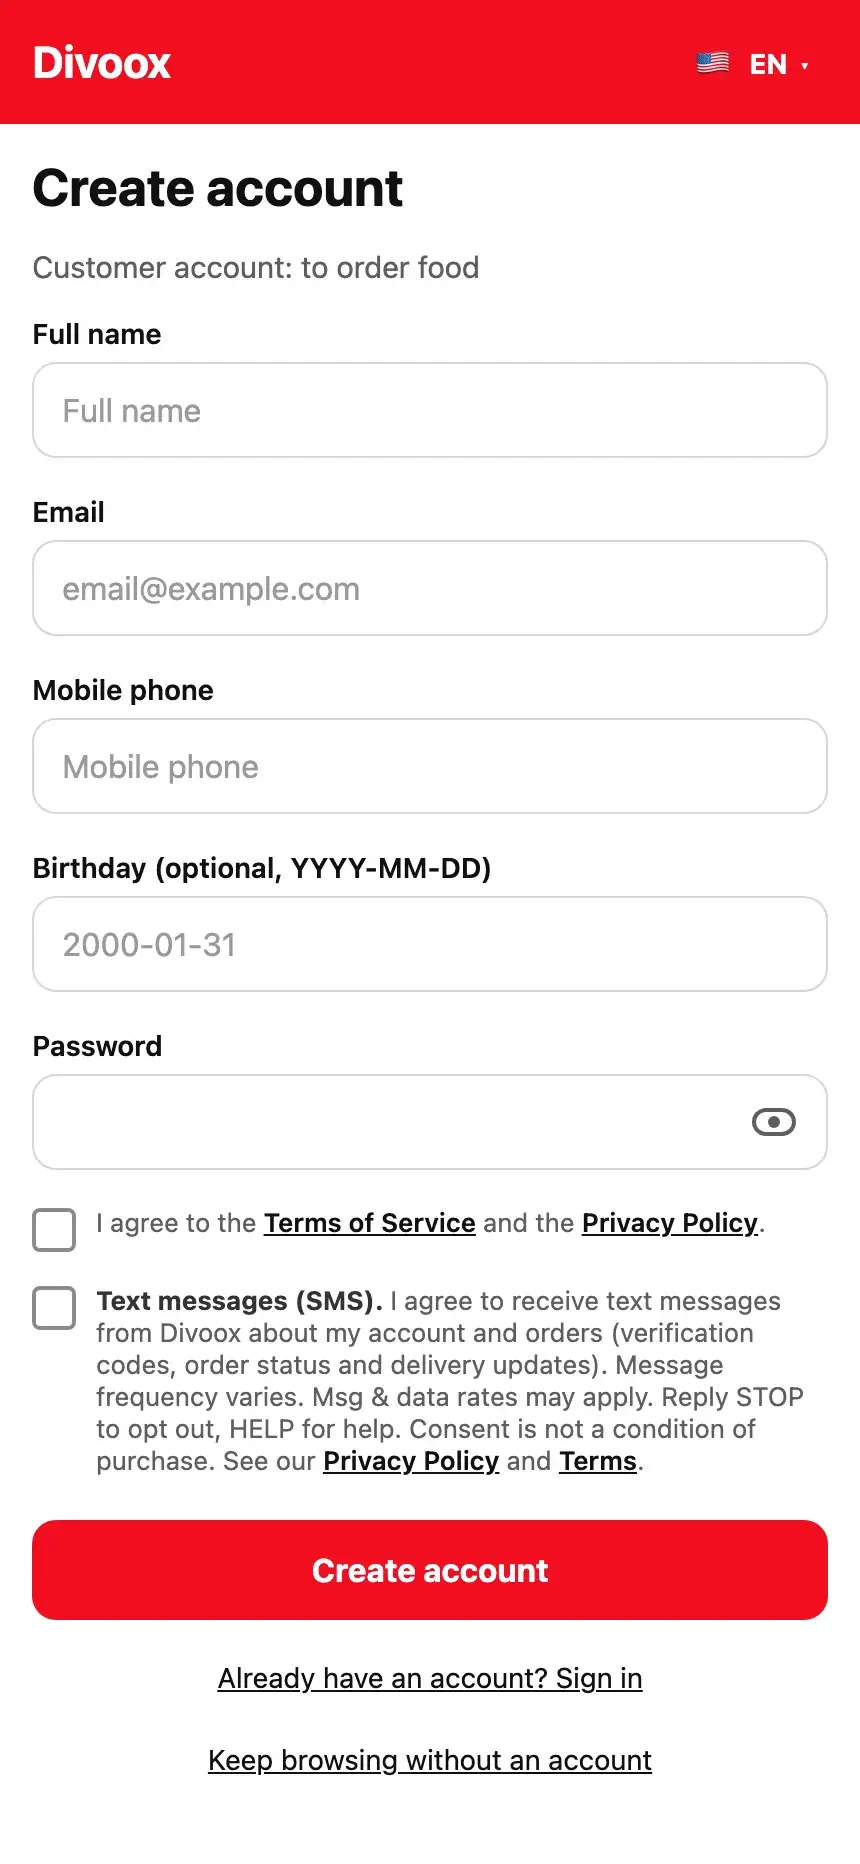 Divoox
EN
Create account
Customer account: to order food
Full name
Full name
Email
email@example.com
Mobile phone
Mobile phone
Birthday (optional, YYYY-MM-DD)
2000-01-31
Password
I agree to the Terms of Service and the Privacy Policy.
Text messages (SMS). I agree to receive text messages
from Divoox about my account and orders (verification
codes, order status and delivery updates). Message
frequency varies. Msg & data rates may apply. Reply STOP
to opt out, HELP for help. Consent is not a condition of
purchase. See our Privacy Policy and Terms.
Create account
Already have an account? Sign in
Keep browsing without an account